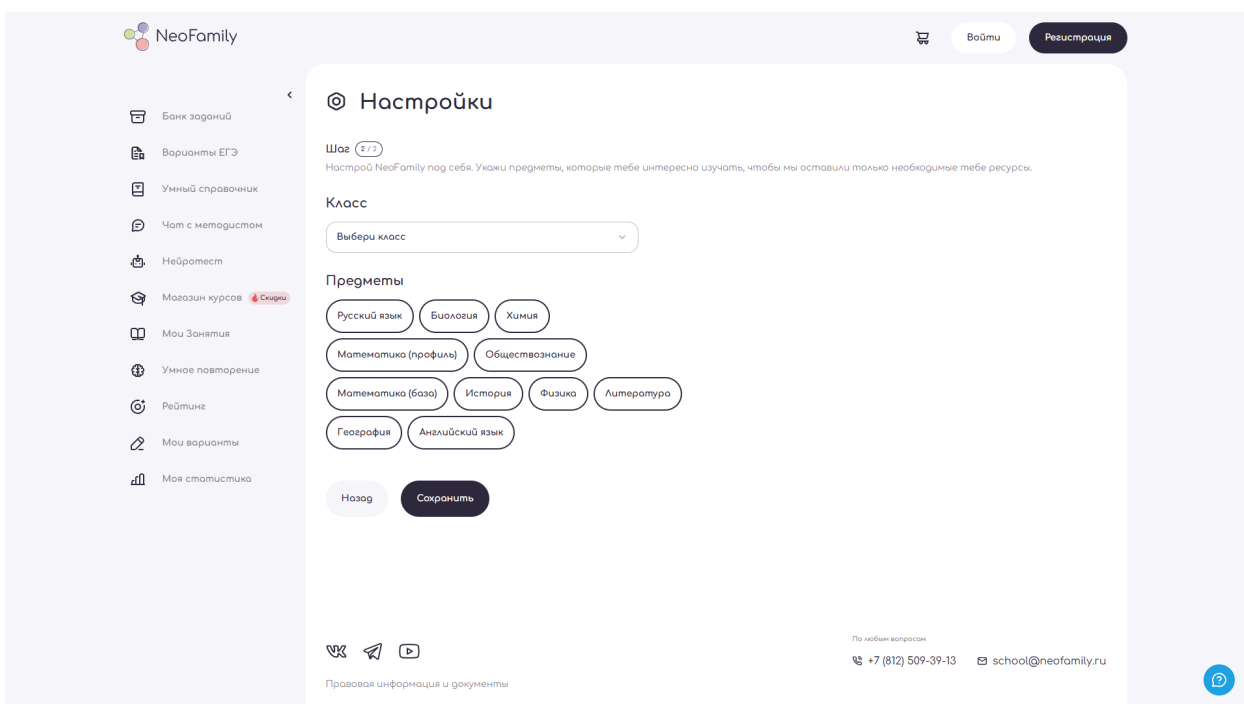 NeoFamily
Войти
Регистрация
Банк заданий
Варианты ЕГЭ
Умный справочник
Чат с методистом
Нейротест
Магазин курсов Скидки
Мои Занятия
Умное повторение
Рейтинг
Мои варианты
Моя статистика
Настройки
Шаг 2 / 2
Настрой NeoFamily под себя. Укажи предметы, которые тебе интересно изучать, чтобы мы оставили только необходимые тебе ресурсы.
Класс
Выбери класс
Предметы
Русский язык Биология Химия
Математика (профиль) Обществознание
Математика (база) История Физика Литература
География Английский язык
Назад Сохранить
По любым вопросам
+7 (812) 509-39-13 school@neofamily.ru
Правовая информация и документы